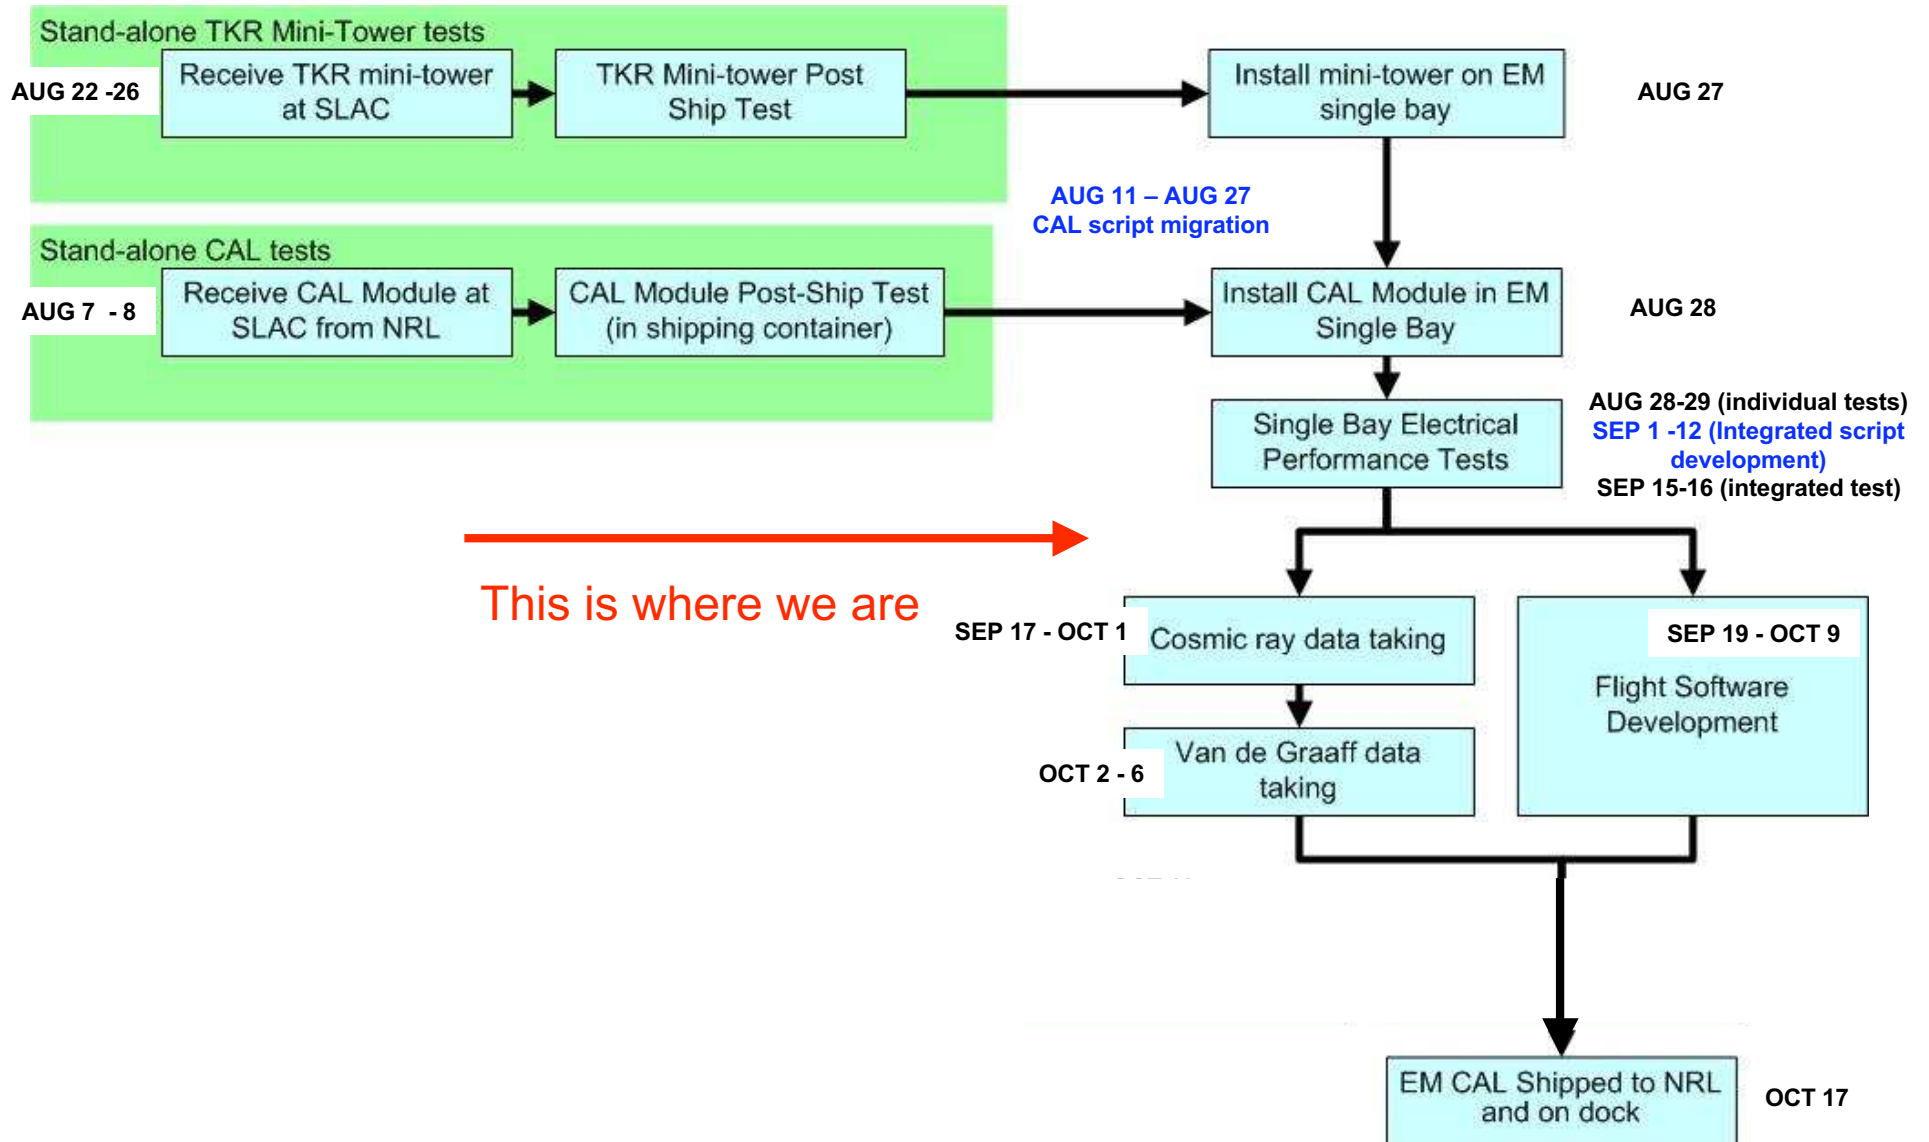 Stand-alone TKR Mini-Tower tests
AUG 22 -26
Receive TKR mini-tower
at SLAC
TKR Mini-tower Post
Ship Test
Install mini-tower on EM
single bay
AUG 27
AUG 11 – AUG 27
CAL script migration
Stand-alone CAL tests
AUG 7 - 8
Receive CAL Module at
SLAC from NRL
CAL Module Post-Ship Test
(in shipping container)
Install CAL Module in EM
Single Bay
AUG 28
Single Bay Electrical
Performance Tests
AUG 28-29 (individual tests)
SEP 1 -12 (Integrated script
development)
SEP 15-16 (integrated test)
This is where we are
SEP 17 - OCT 1
Cosmic ray data taking
SEP 19 - OCT 9
Flight Software
Development
OCT 2 - 6
Van de Graaff data
taking
EM CAL Shipped to NRL
and on dock
OCT 17